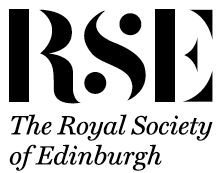 RSE
The Royal Society
of Edinburgh